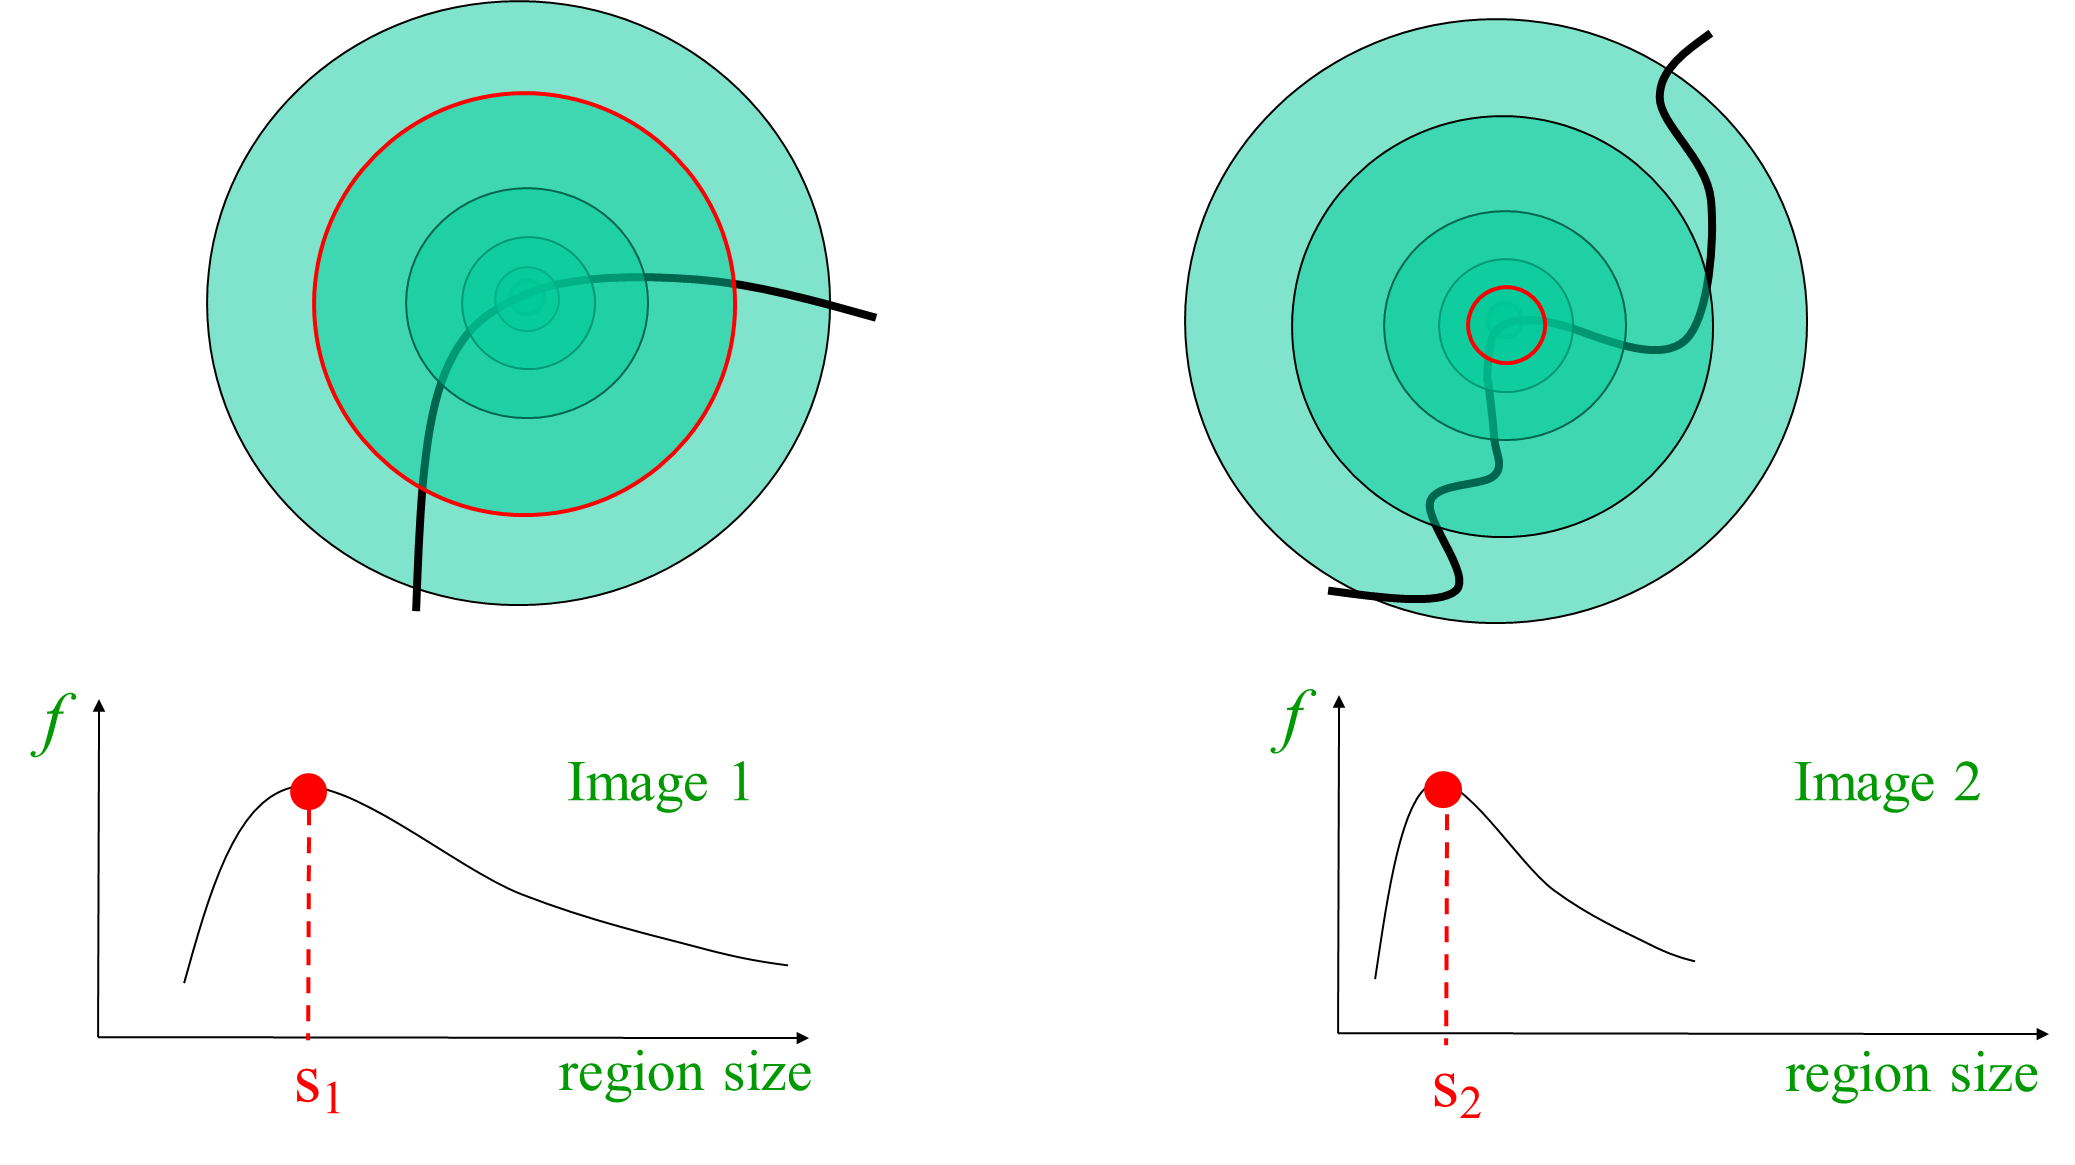 f
Image 1
region size
s1
f
Image 2
region size
s2